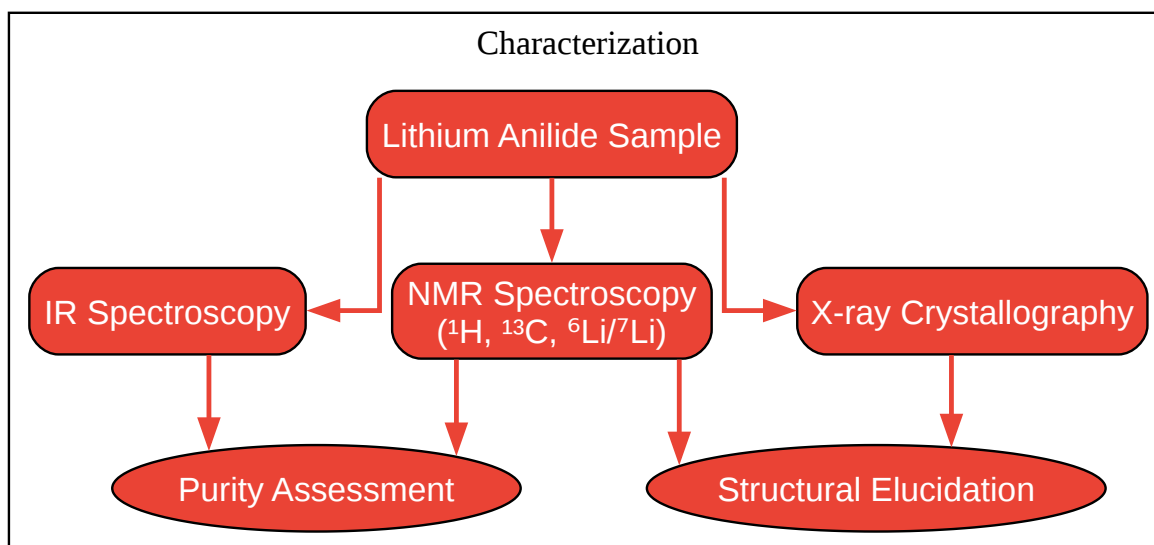 Characterization
Lithium Anilide Sample
IR Spectroscopy
NMR Spectroscopy
(¹H, ¹³C, ⁶Li/⁷Li)
X-ray Crystallography
Purity Assessment
Structural Elucidation